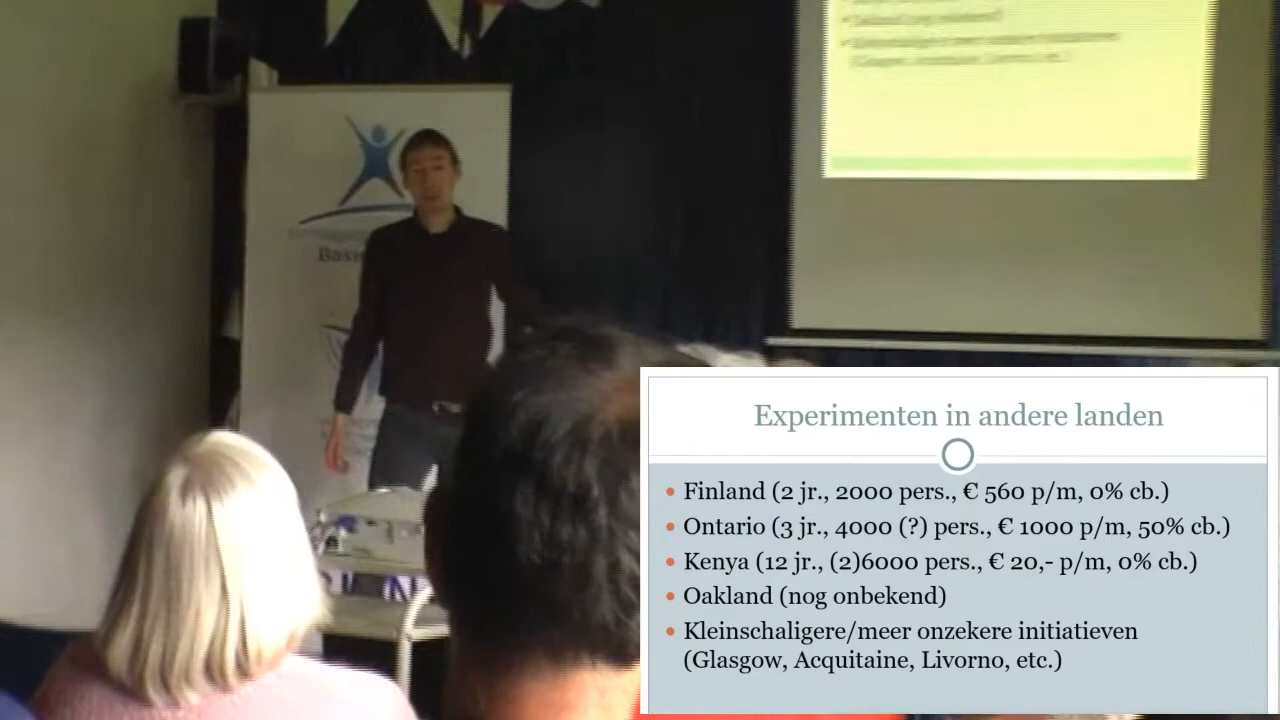 Basis
Experimenten in andere landen
• Finland (2 jr., 2000 pers., € 560 p/m, 0% cb.)
• Ontario (3 jr., 4000 (?) pers., € 1000 p/m, 50% cb.)
• Kenya (12 jr., (2)6000 pers., € 20,- p/m, 0% cb.)
• Oakland (nog onbekend)
• Kleinschaligere/meer onzekere initiatieven
(Glasgow, Acquitaine, Livorno, etc.)